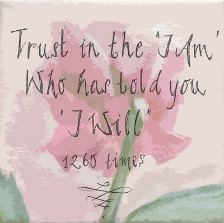 Trust in the 'I Am'
Who has told you
'I Will'
1260 times